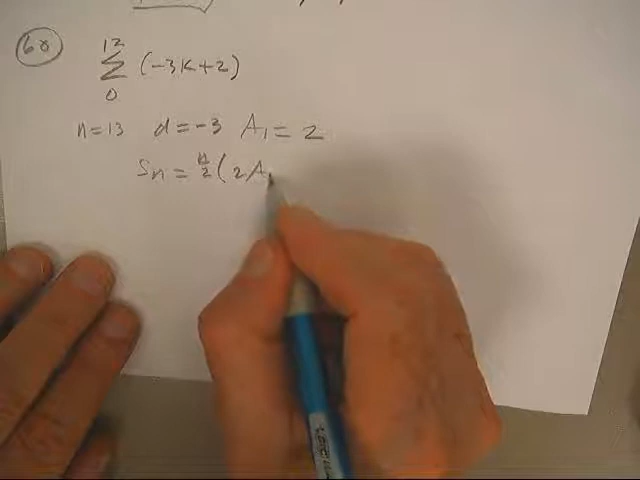 68
12
Σ (-3k+2)
0
n=13 d=-3 A₁=2
Sn = n/2 (2A